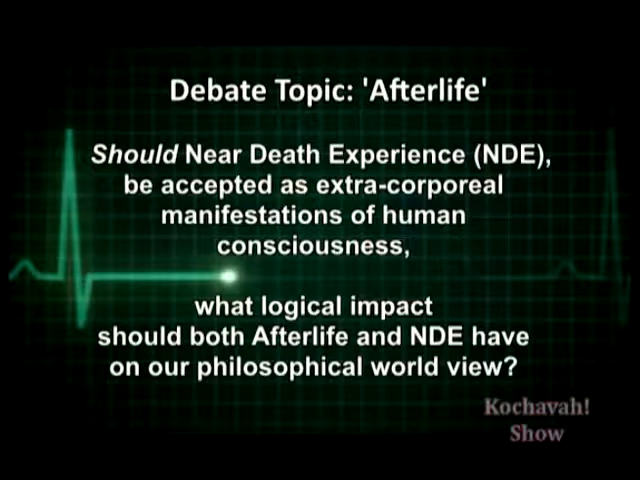 Debate Topic: 'Afterlife'
Should Near Death Experience (NDE),
be accepted as extra-corporeal
manifestations of human
consciousness,
what logical impact
should both Afterlife and NDE have
on our philosophical world view?
Kochavah!
Show